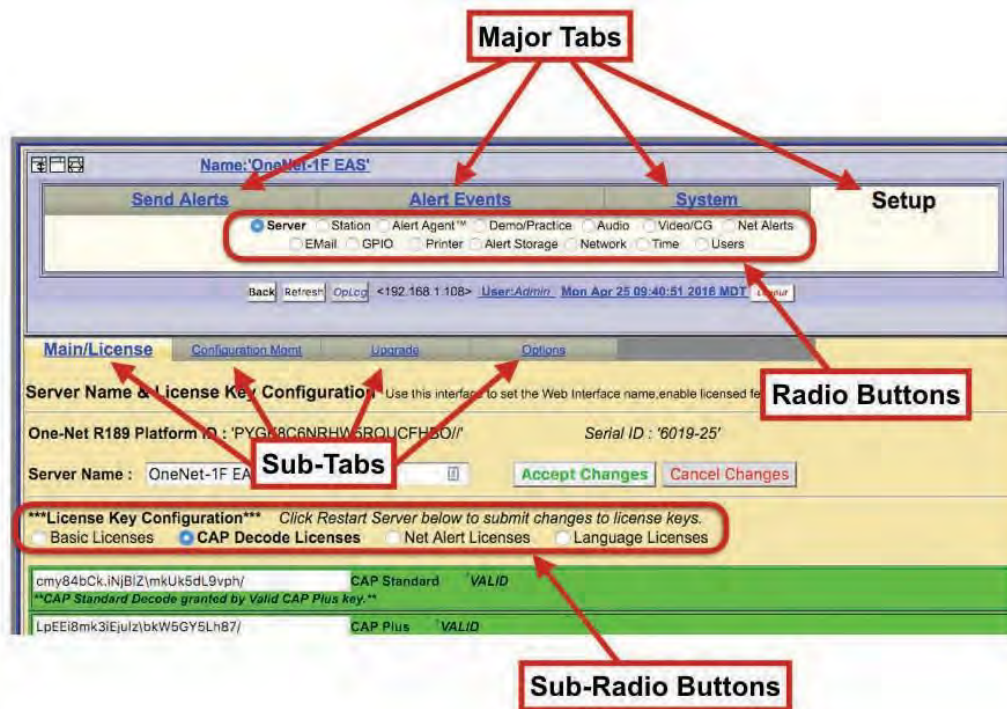 Major Tabs
Name:'OneNet-1F EAS'
Send Alerts Alert Events System Setup
Server Station Alert Agent™ Demo/Practice Audio Video/CG Net Alerts
EMail GPIO Printer Alert Storage Network Time Users
Back Refresh OpLog <192.168.1.108> User:Admin Mon Apr 25 09:40:51 2016 MDT
Main/License Configuration Mgmt Upgrade Options
Radio Buttons
Server Name & License Key Configuration Use this interface to set the Web Interface name,enable licensed
One-Net R189 Platform ID : Serial ID : '6019-25'
Sub-Tabs
Server Name : OneNet-1F EA Accept Changes Cancel Changes
***License Key Configuration*** Click Restart Server below to submit changes to license keys.
Basic Licenses CAP Decode Licenses Net Alert Licenses Language Licenses
CAP Standard VALID
**CAP Standard Decode granted by Valid CAP Plus key.**
CAP Plus VALID
Sub-Radio Buttons